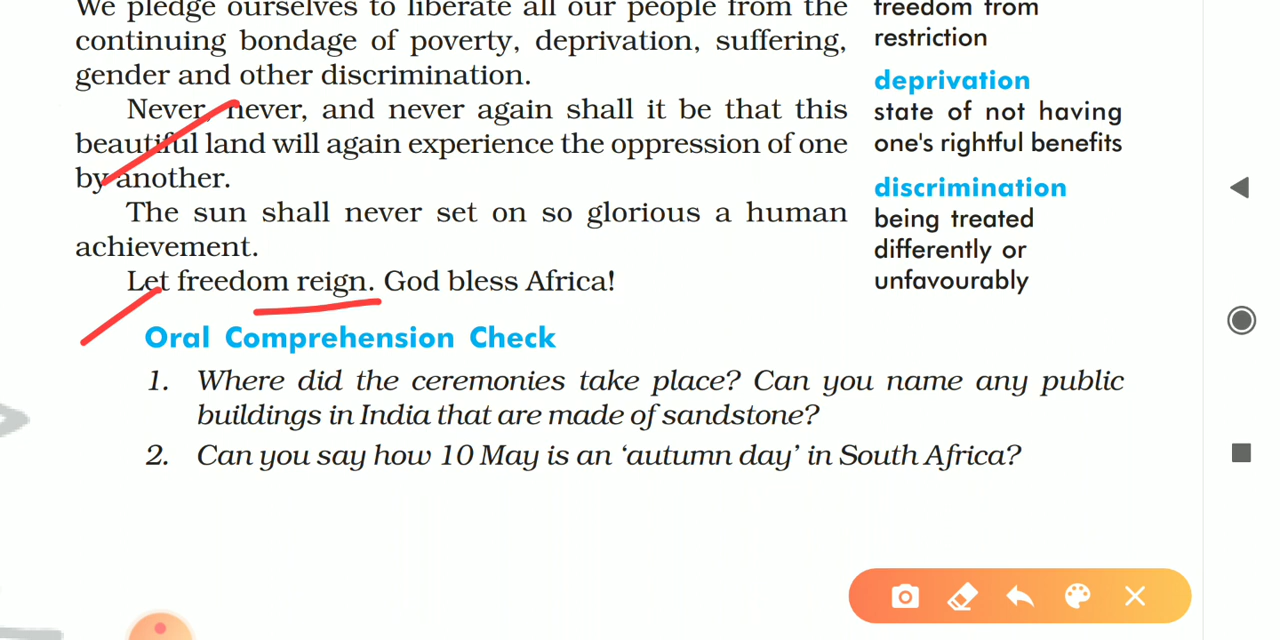 We pledge ourselves to liberate all our people from the
continuing bondage of poverty, deprivation, suffering,
gender and other discrimination.
Never, never, and never again shall it be that this
beautiful land will again experience the oppression of one
by another.
The sun shall never set on so glorious a human
achievement.
Let freedom reign. God bless Africa!
freedom from
restriction
deprivation
state of not having
one's rightful benefits
discrimination
being treated
differently or
unfavourably
Oral Comprehension Check
1. Where did the ceremonies take place? Can you name any public
buildings in India that are made of sandstone?
2. Can you say how 10 May is an ‘autumn day’ in South Africa?